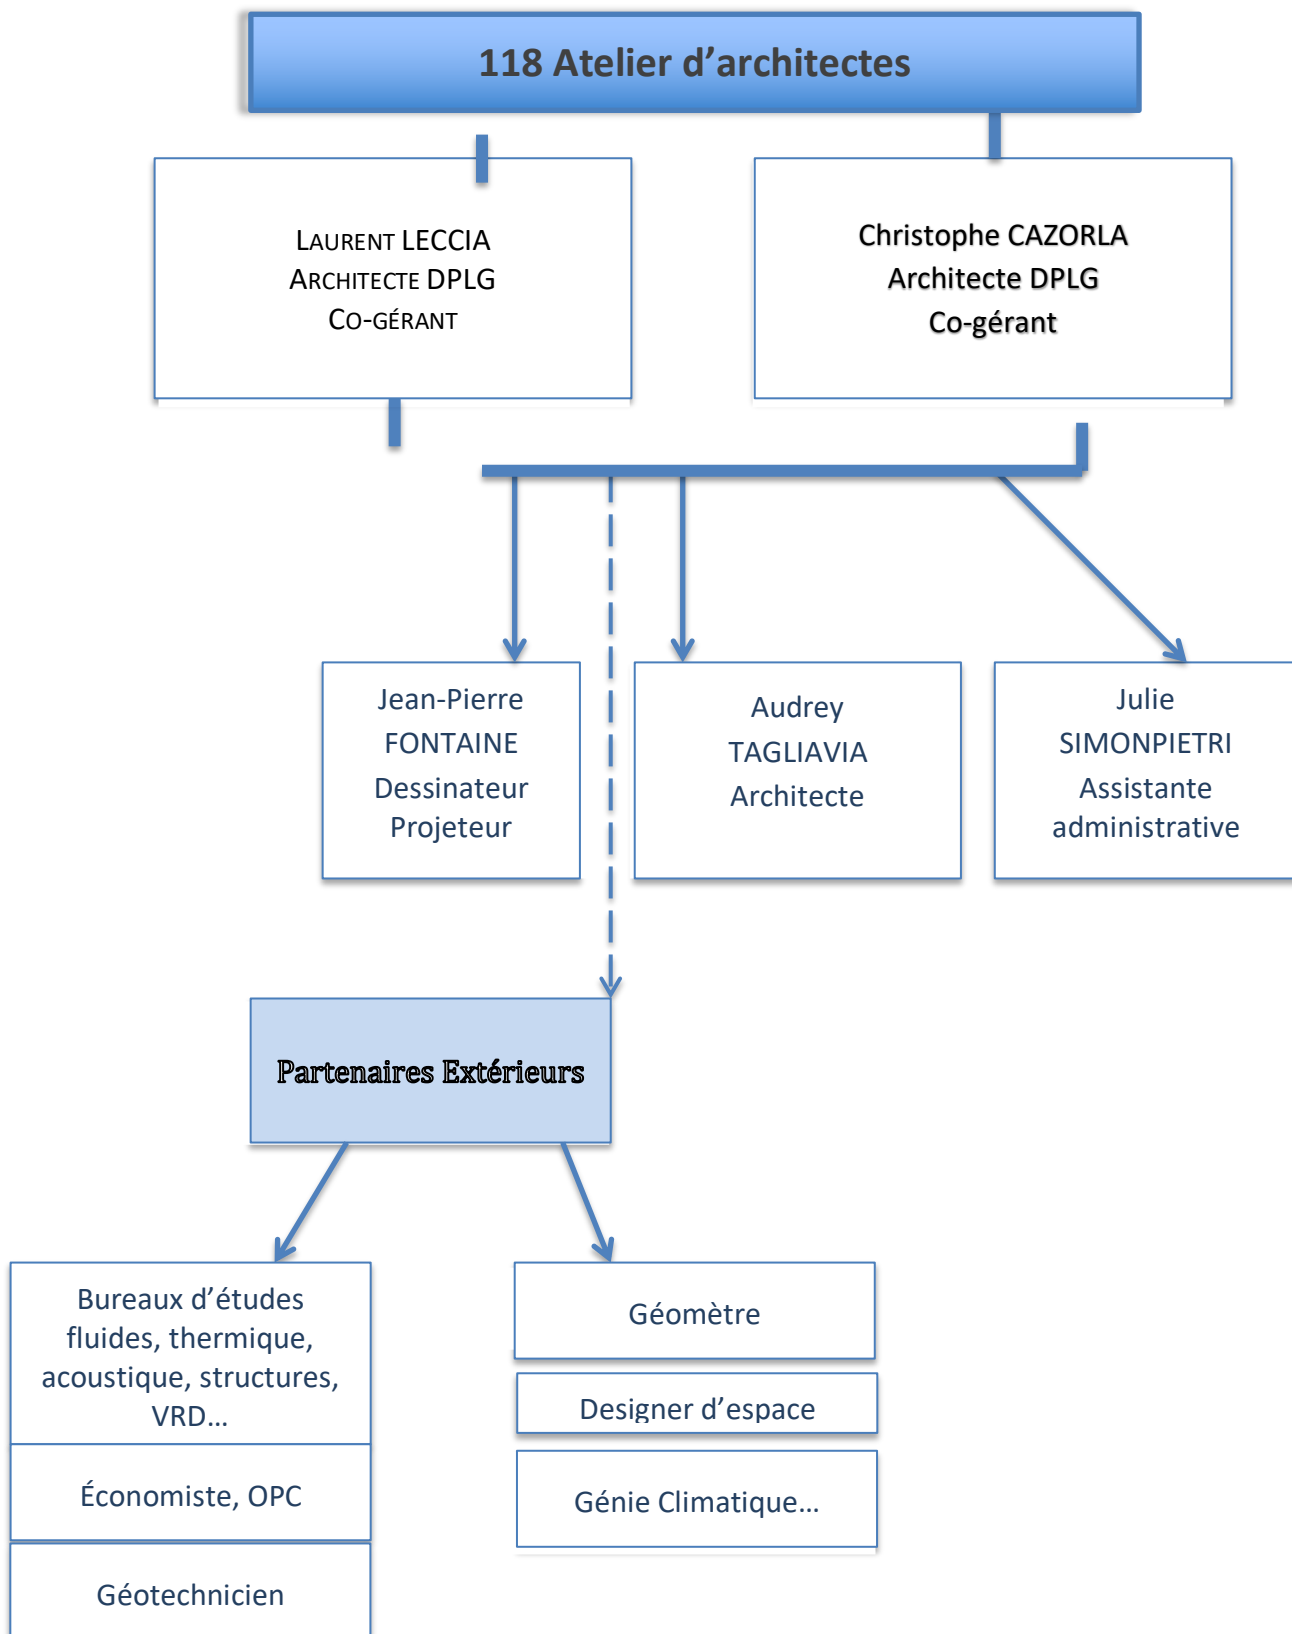 118 Atelier d’architectes
LAURENT LECCIA
ARCHITECTE DPLG
CO-GÉRANT
Christophe CAZORLA
Architecte DPLG
Co-gérant
Jean-Pierre
FONTAINE
Dessinateur
Projeteur
Audrey
TAGLIAVIA
Architecte
Julie
SIMONPIETRI
Assistante
administrative
Partenaires Extérieurs
Bureaux d’études
fluides, thermique,
acoustique, structures,
VRD…
Économiste, OPC
Géotechnicien
Géomètre
Designer d’espace
Génie Climatique…